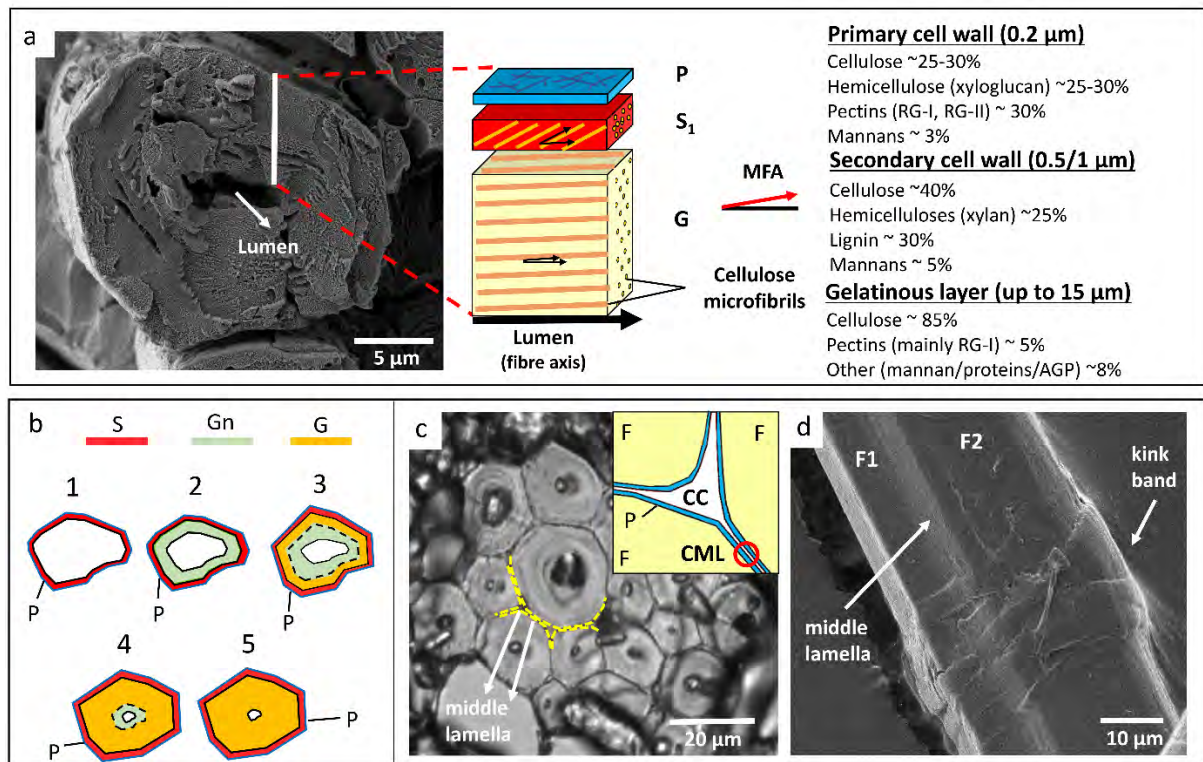 a
Lumen
5 µm
P
S1
G
MFA
Cellulose
microfibrils
Lumen
(fibre axis)
Primary cell wall (0.2 µm)
Cellulose ~25-30%
Hemicellulose (xyloglucan) ~25-30%
Pectins (RG-I, RG-II) ~ 30%
Mannans ~ 3%
Secondary cell wall (0.5/1 µm)
Cellulose ~40%
Hemicelluloses (xylan) ~25%
Lignin ~ 30%
Mannans ~ 5%
Gelatinous layer (up to 15 µm)
Cellulose ~ 85%
Pectins (mainly RG-I) ~ 5%
Other (mannan/proteins/AGP) ~8%
b
S Gn G
1 2 3
P P P
4 5
P P
c
middle
lamella
20 µm
F F
CC
P
F
CML
d
F1 F2
kink
band
middle
lamella
10 µm